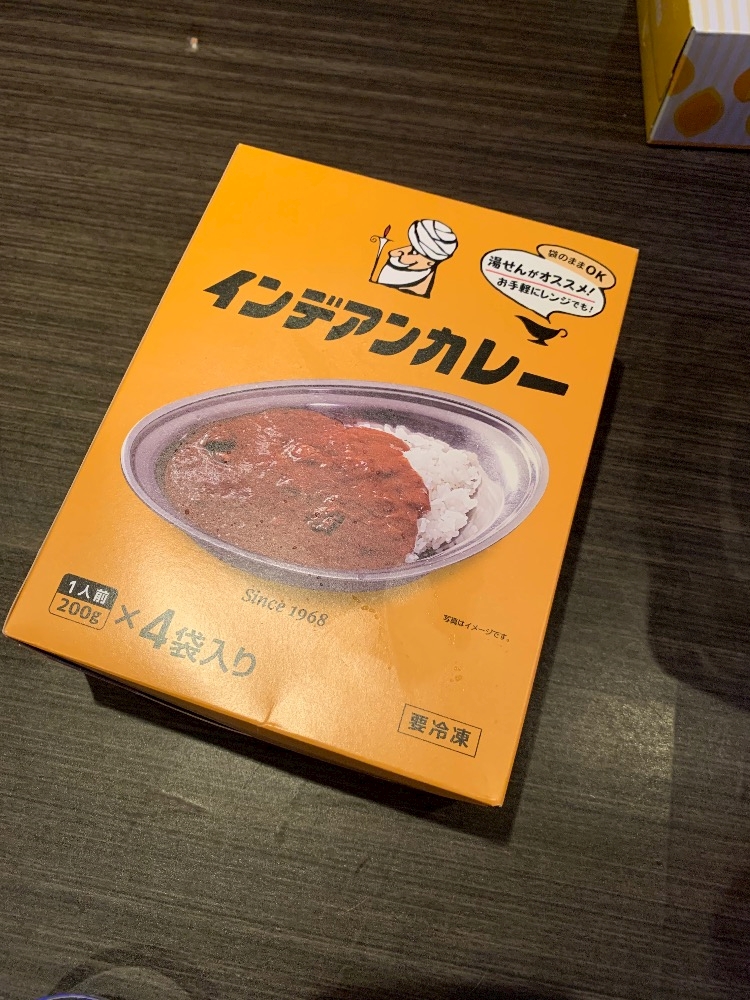 袋のままOK
湯せんがオススメ!
お手軽にレンジでも!
インデアンカレー
Since 1968
1人前
200g
×4袋入り
写真はイメージです。
要冷凍